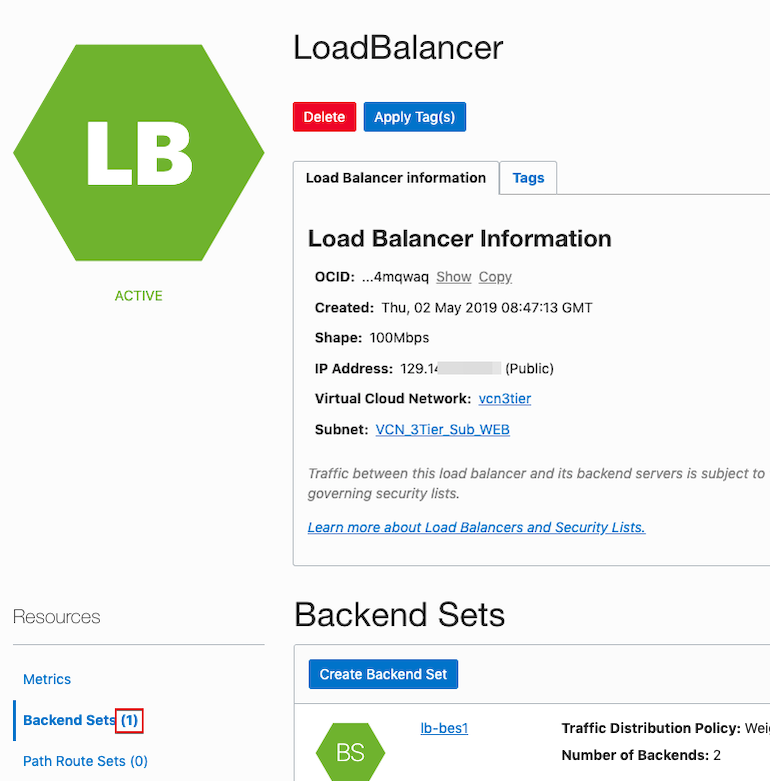 LoadBalancer
LB
Delete Apply Tag(s)
Load Balancer information Tags
Load Balancer Information
OCID: ...4mqwaq Show Copy
ACTIVE
Created: Thu, 02 May 2019 08:47:13 GMT
Shape: 100Mbps
IP Address: 129.14 (Public)
Virtual Cloud Network: vcn3tier
Subnet: VCN_3Tier_Sub_WEB
Traffic between this load balancer and its backend servers is subject to
governing security lists.
Learn more about Load Balancers and Security Lists.
Resources
Backend Sets
Create Backend Set
Metrics
Backend Sets (1)
lb-bes1 Traffic Distribution Policy:
BS
Number of Backends: 2
Path Route Sets (0)